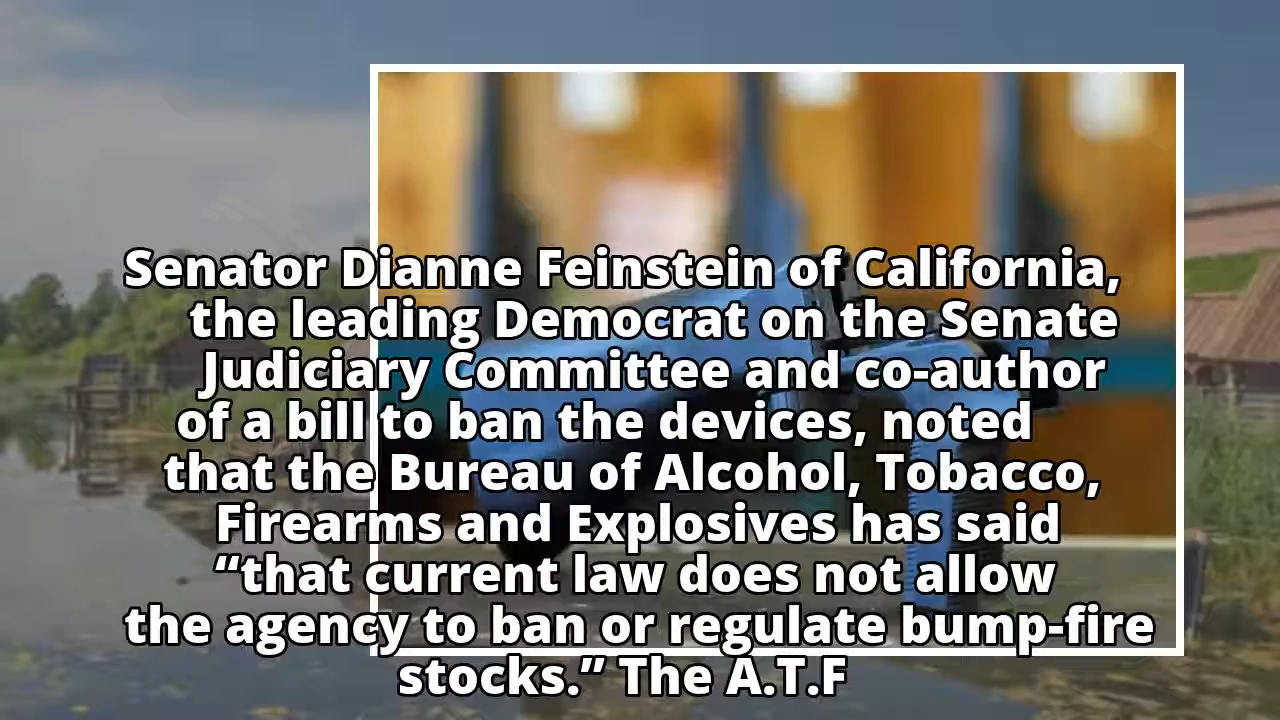 Senator Dianne Feinstein of California,
the leading Democrat on the Senate
Judiciary Committee and co-author
of a bill to ban the devices, noted
that the Bureau of Alcohol, Tobacco,
Firearms and Explosives has said
“that current law does not allow
the agency to ban or regulate bump-fire
stocks.” The A.T.F